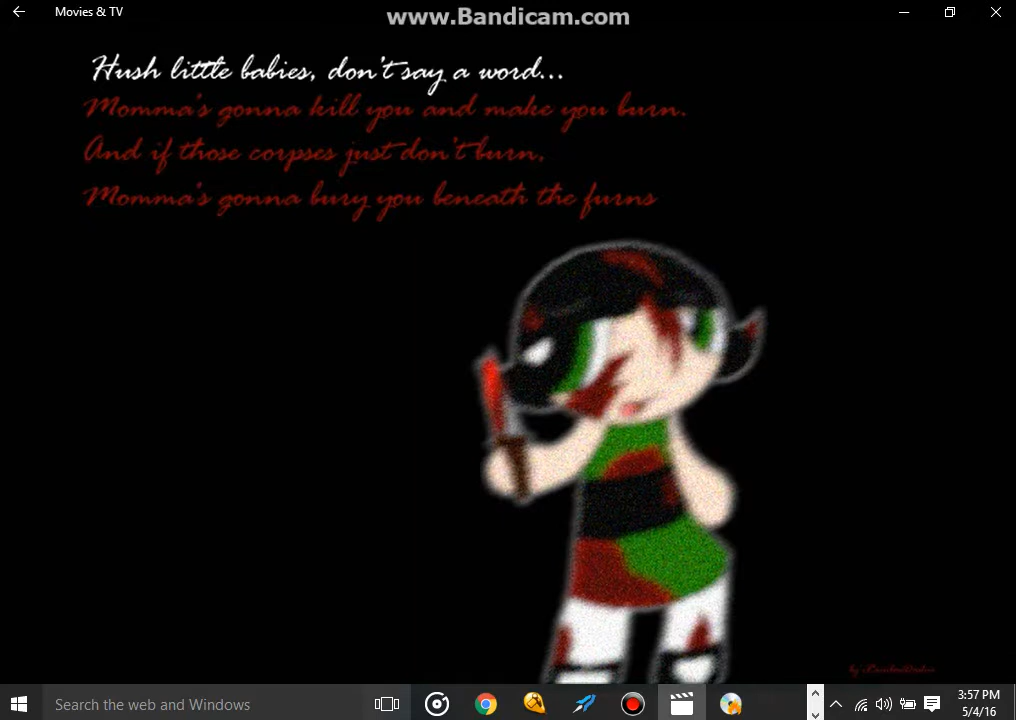 Movies & TV
www.Bandicam.com
Hush little babies, don't say a word...
Momma's gonna kill you and make you burn.
And if those corpses just don't burn,
Momma's gonna bury you beneath the furns
by
Search the web and Windows
3:57 PM
5/4/16